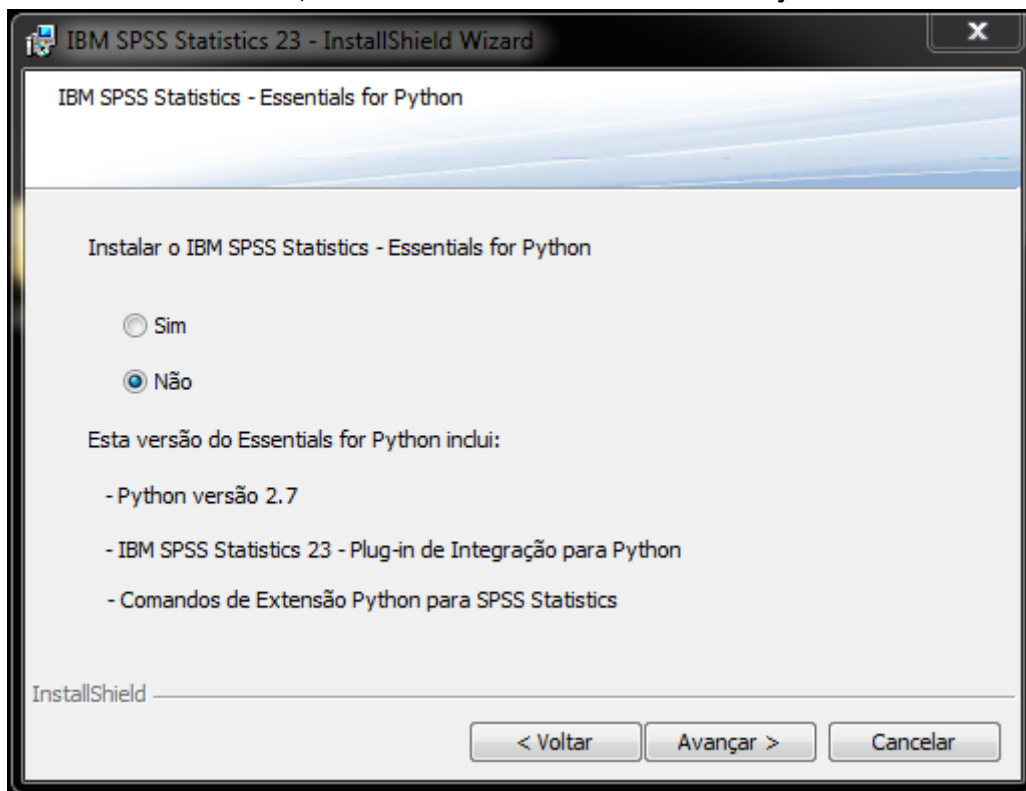 IBM SPSS Statistics 23 - InstallShield Wizard
IBM SPSS Statistics - Essentials for Python
Instalar o IBM SPSS Statistics - Essentials for Python
Sim
Não
Esta versão do Essentials for Python inclui:
- Python versão 2.7
- IBM SPSS Statistics 23 - Plug-in de Integração para Python
- Comandos de Extensão Python para SPSS Statistics
InstallShield
< Voltar Avançar > Cancelar